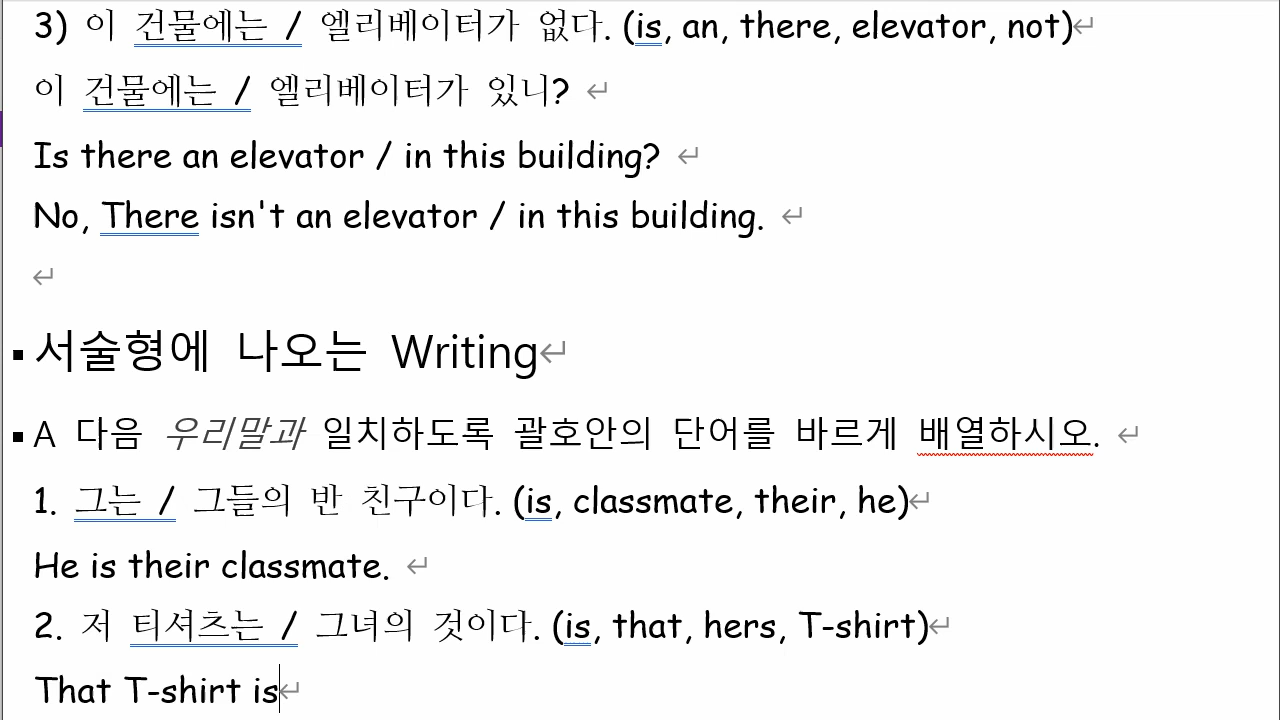 3) 이 건물에는 / 엘리베이터가 없다. (is, an, there, elevator, not)
이 건물에는 / 엘리베이터가 있니?
Is there an elevator / in this building?
No, There isn't an elevator / in this building.
서술형에 나오는 Writing
A 다음 우리말과 일치하도록 괄호안의 단어를 바르게 배열하시오.
1. 그는 / 그들의 반 친구이다. (is, classmate, their, he)
He is their classmate.
2. 저 티셔츠는 / 그녀의 것이다. (is, that, hers, T-shirt)
That T-shirt is